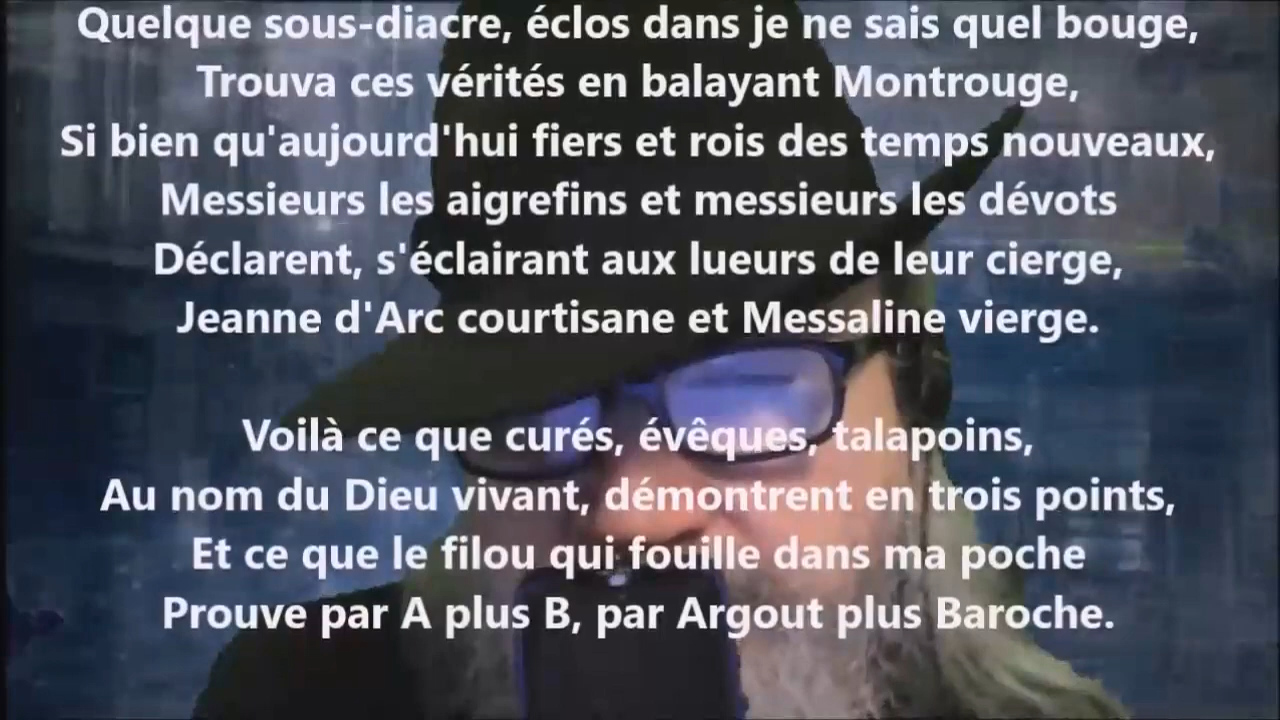 Quelque sous-diacre, éclos dans je ne sais quel bouge,
Trouva ces vérités en balayant Montrouge,
Si bien qu'aujourd'hui fiers et rois des temps nouveaux,
Messieurs les aigrefins et messieurs les dévots
Déclarent, s'éclairant aux lueurs de leur cierge,
Jeanne d'Arc courtisane et Messaline vierge.
Voilà ce que curés, évêques, talapoins,
Au nom du Dieu vivant, démontrent en trois points,
Et ce que le filou qui fouille dans ma poche
Prouve par A plus B, par Argout plus Baroche.